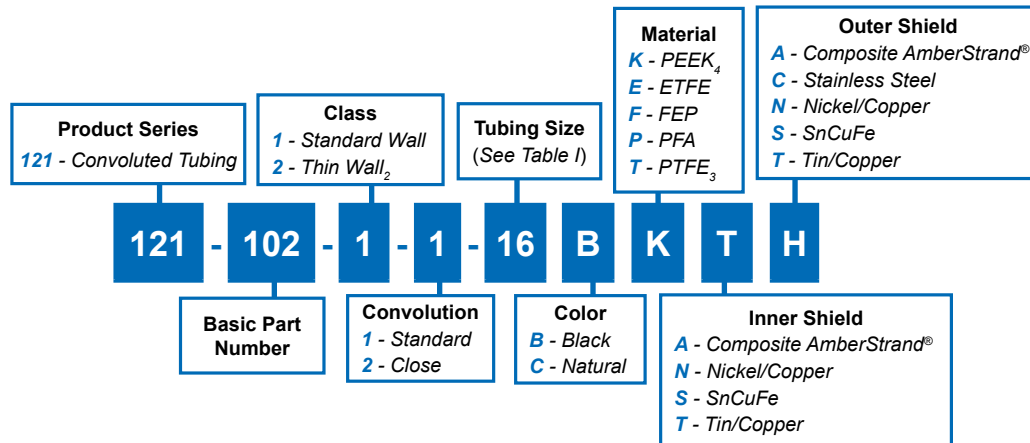 Product Series
121 - Convoluted Tubing
Class
1 - Standard Wall
2 - Thin Wall2
Tubing Size
(See Table I)
Material
K - PEEK4
E - ETFE
F - FEP
P - PFA
T - PTFE3
Outer Shield
A - Composite AmberStrand®
C - Stainless Steel
N - Nickel/Copper
S - SnCuFe
T - Tin/Copper
121 - 102 - 1 - 1 - 16 B K T H
Basic Part
Number
Convolution
1 - Standard
2 - Close
Color
B - Black
C - Natural
Inner Shield
A - Composite AmberStrand®
N - Nickel/Copper
S - SnCuFe
T - Tin/Copper